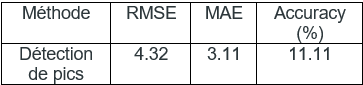 Méthode RMSE MAE Accuracy
(%)
Détection 4.32 3.11 11.11
de pics